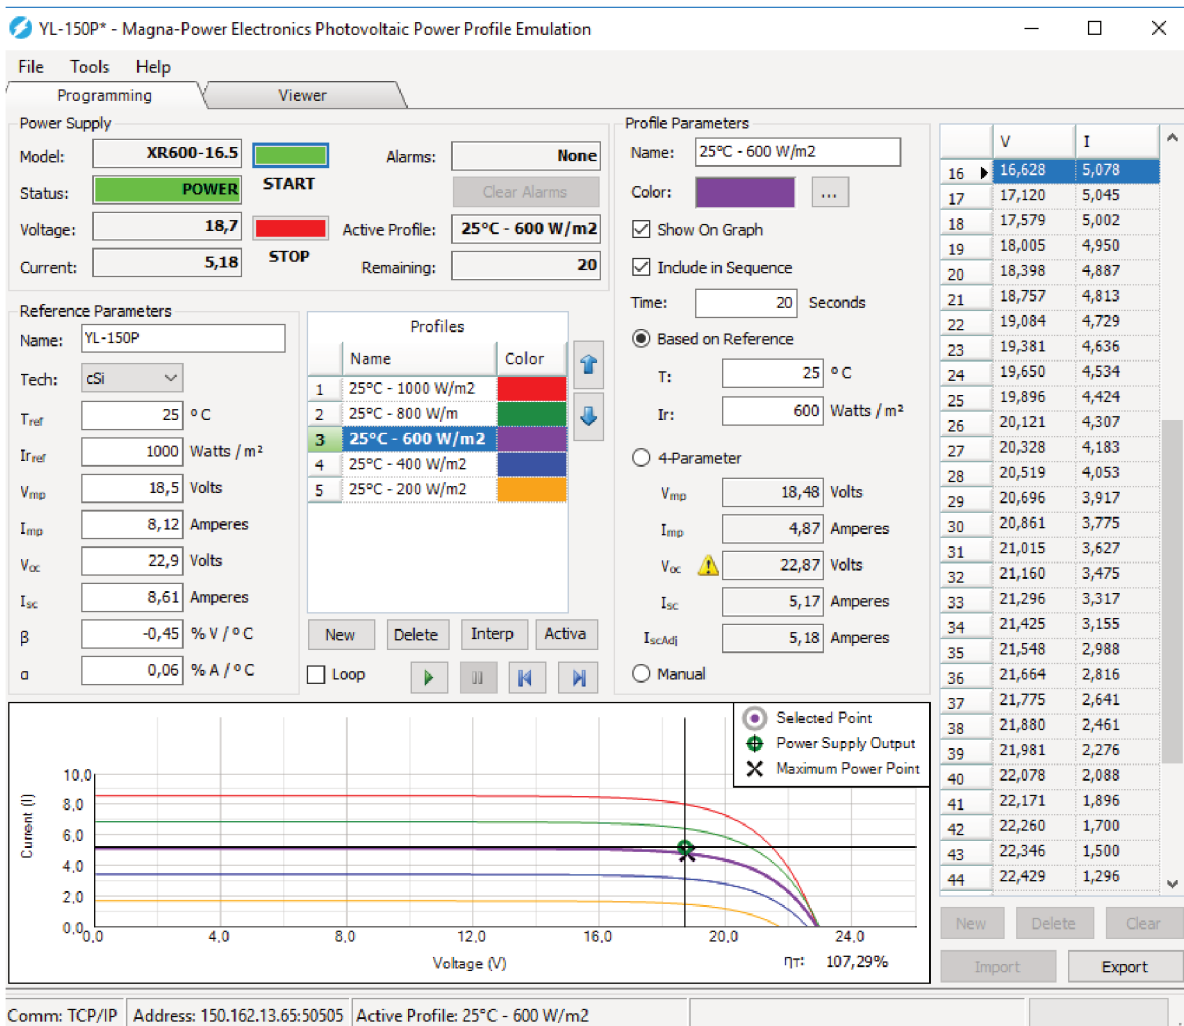 YL-150P* - Magna-Power Electronics Photovoltaic Power Profile Emulation
File Tools Help
Programming Viewer
Power Supply
Model: XR600-16.5
START
Alarms: None
Status: POWER
Clear Alarms
Voltage: 18,7
STOP
Active Profile: 25°C - 600 W/m2
Current: 5,18
Remaining: 20
Reference Parameters
Name: YL-150P
Tech: cSi
Tref 25 °C
Irref 1000 Watts / m²
Vmp 18,5 Volts
Imp 8,12 Amperes
Voc 22,9 Volts
Isc 8,61 Amperes
β -0,45 % V / °C
α 0,06 % A / °C
Profiles
Name Color
1 25°C - 1000 W/m2
2 25°C - 800 W/m
3 25°C - 600 W/m2
4 25°C - 400 W/m2
5 25°C - 200 W/m2
New Delete Interp Activa
Loop
Profile Parameters
Name: 25°C - 600 W/m2
Color: ...
Show On Graph
Include in Sequence
Time: 20 Seconds
Based on Reference
T: 25 °C
Ir: 600 Watts / m²
4-Parameter
Vmp 18,48 Volts
Imp 4,87 Amperes
Voc 22,87 Volts
Isc 5,17 Amperes
IscAdj 5,18 Amperes
Manual
V I
16 16,628 5,078
17 17,120 5,045
18 17,579 5,002
19 18,005 4,950
20 18,398 4,887
21 18,757 4,813
22 19,084 4,729
23 19,381 4,636
24 19,650 4,534
25 19,896 4,424
26 20,121 4,307
27 20,328 4,183
28 20,519 4,053
29 20,696 3,917
30 20,861 3,775
31 21,015 3,627
32 21,160 3,475
33 21,296 3,317
34 21,425 3,155
35 21,548 2,988
36 21,664 2,816
37 21,775 2,641
38 21,880 2,461
39 21,981 2,276
40 22,078 2,088
41 22,171 1,896
42 22,260 1,700
43 22,346 1,500
44 22,429 1,296
New Delete Clear
Import Export
Selected Point
Power Supply Output
Maximum Power Point
Current (I)
10,0
8,0
6,0
4,0
2,0
0,0
0,0 4,0 8,0 12,0 16,0 20,0 24,0
Voltage (V)
ηT: 107,29%
Comm: TCP/IP Address: 150.162.13.65:50505 Active Profile: 25°C - 600 W/m2